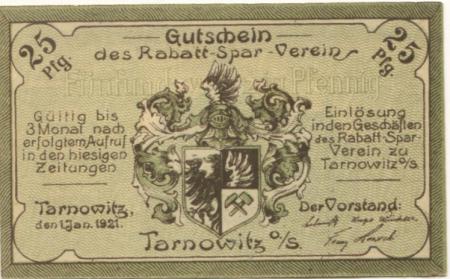 25 Pfg.
Gutschein
25 Pfg.
des Rabatt-Spar-Vereins
Fünfundzwanzig Pfennig
Gültig bis
3 Monat nach
erfolgtem Aufruf
in den hiesigen
Zeitungen
Einlösung
in den Geschäften
des Rabatt-Spar-
Verein zu
Tarnowitz o/s.
Tarnowitz,
den 1. Jan. 1921.
Der Vorstand:
Tarnowitz o/s.